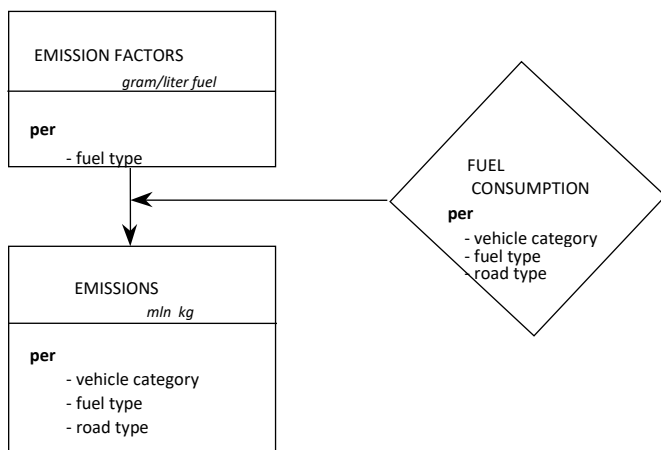 EMISSION FACTORS
gram/liter fuel
per
- fuel type
FUEL
CONSUMPTION
per
- vehicle category
- fuel type
- road type
EMISSIONS
mln kg
per
- vehicle category
- fuel type
- road type